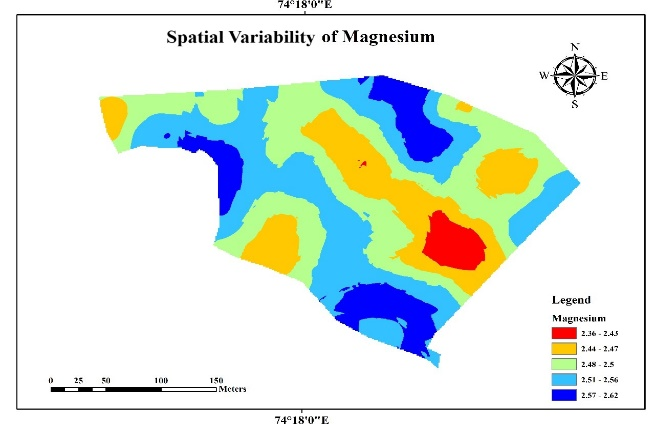 74°18'0"E
Spatial Variability of Magnesium
N
W E
S
Legend
Magnesium
2.36 - 2.43
2.44 - 2.47
2.48 - 2.5
2.51 - 2.56
2.57 - 2.62
0 25 50 100 150
Meters
74°18'0"E